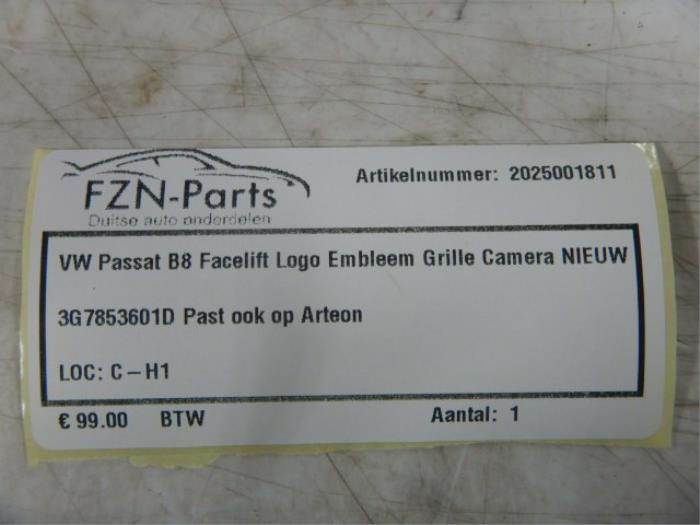 FZN-Parts
Duitse auto onderdelen
Artikelnummer: 2025001811
VW Passat B8 Facelift Logo Embleem Grille Camera NIEUW
3G7853601D Past ook op Arteon
LOC: C-H1
€ 99.00 BTW Aantal: 1